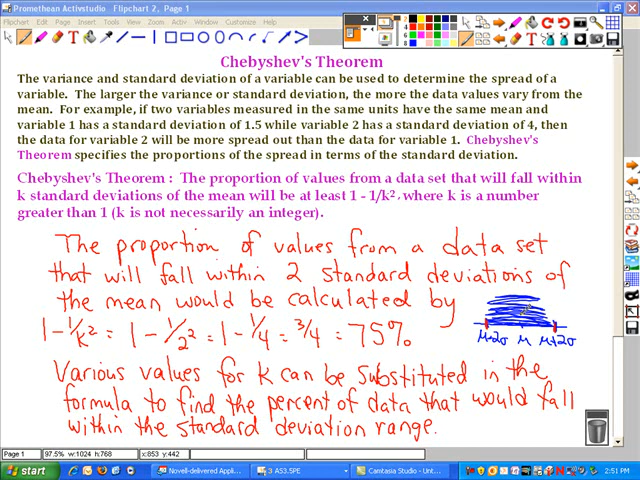 Promethean Activstudio - Flipchart 2, Page 1
Flipchart Edit Page Insert Tools Web Activote Window Customize Help
Chebyshev's Theorem
The variance and standard deviation of a variable can be used to determine the spread of a
variable. The larger the variance or standard deviation, the more the data values vary from the
mean. For example, if two variables measured in the same units have the same mean and
variable 1 has a standard deviation of 1.5 while variable 2 has a standard deviation of 4, then
the data for variable 2 will be more spread out than the data for variable 1. Chebyshev's
Theorem specifies the proportions of the spread in terms of the standard deviation.
Chebyshev's Theorem : The proportion of values from a data set that will fall within
k standard deviations of the mean will be at least 1 - 1/k², where k is a number
greater than 1 (k is not necessarily an integer).
The proportion of values from a data set
that will fall within 2 standard deviations of
the mean would be calculated by
1 - 1/k² = 1 - 1/2² = 1 - 1/4 = 3/4 = 75%
μ-2σ μ μ+2σ
Various values for k can be substituted in the
formula to find the percent of data that would fall
within the standard deviation range.
Page 1 97.5% w:1024 h:768 x:853 y:442
start Novell-delivered Appl... 3 AS3.5PE Camtasia Studio - Unt... 2:51 PM